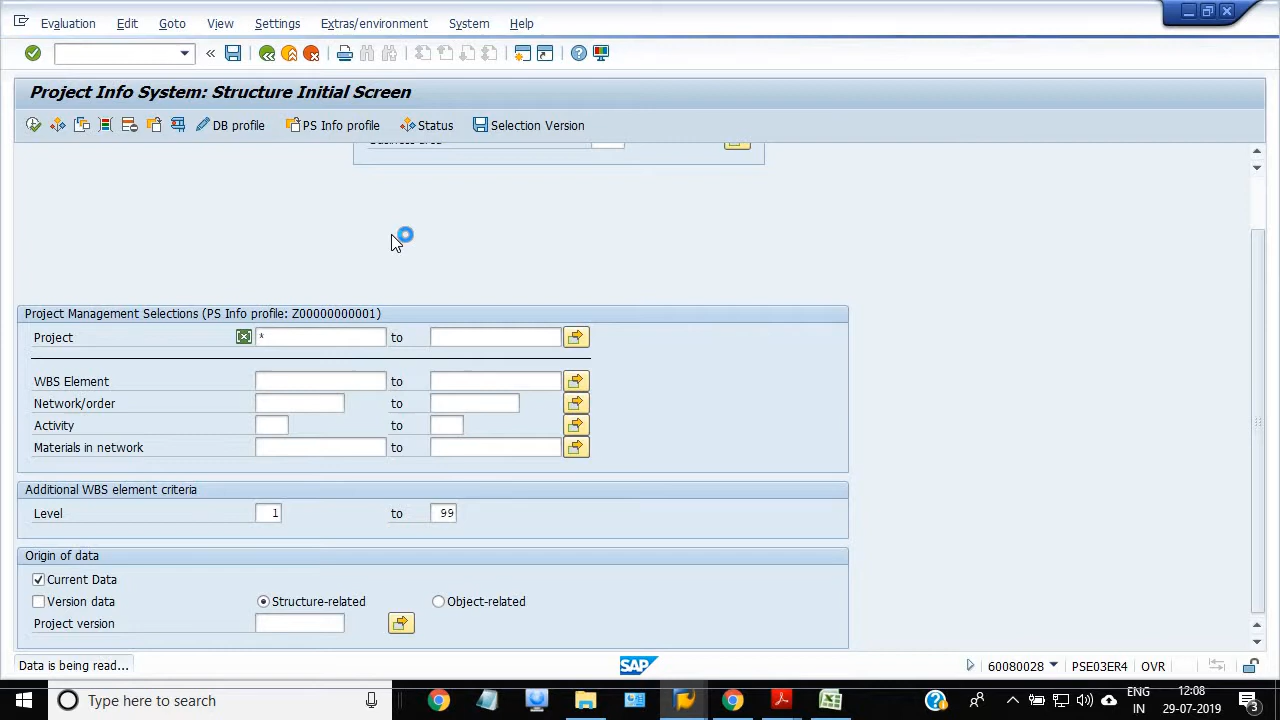 Evaluation Edit Goto View Settings Extras/environment System Help
«
Project Info System: Structure Initial Screen
DB profile PS Info profile Status Selection Version
Business area
Project Management Selections (PS Info profile: Z00000000001)
Project * to
WBS Element to
Network/order to
Activity to
Materials in network to
Additional WBS element criteria
Level 1 to 99
Origin of data
Current Data
Version data Structure-related Object-related
Project version
Data is being read... SAP 60080028 PSE03ER4 OVR
Type here to search ENG 12:08
IN 29-07-2019 3